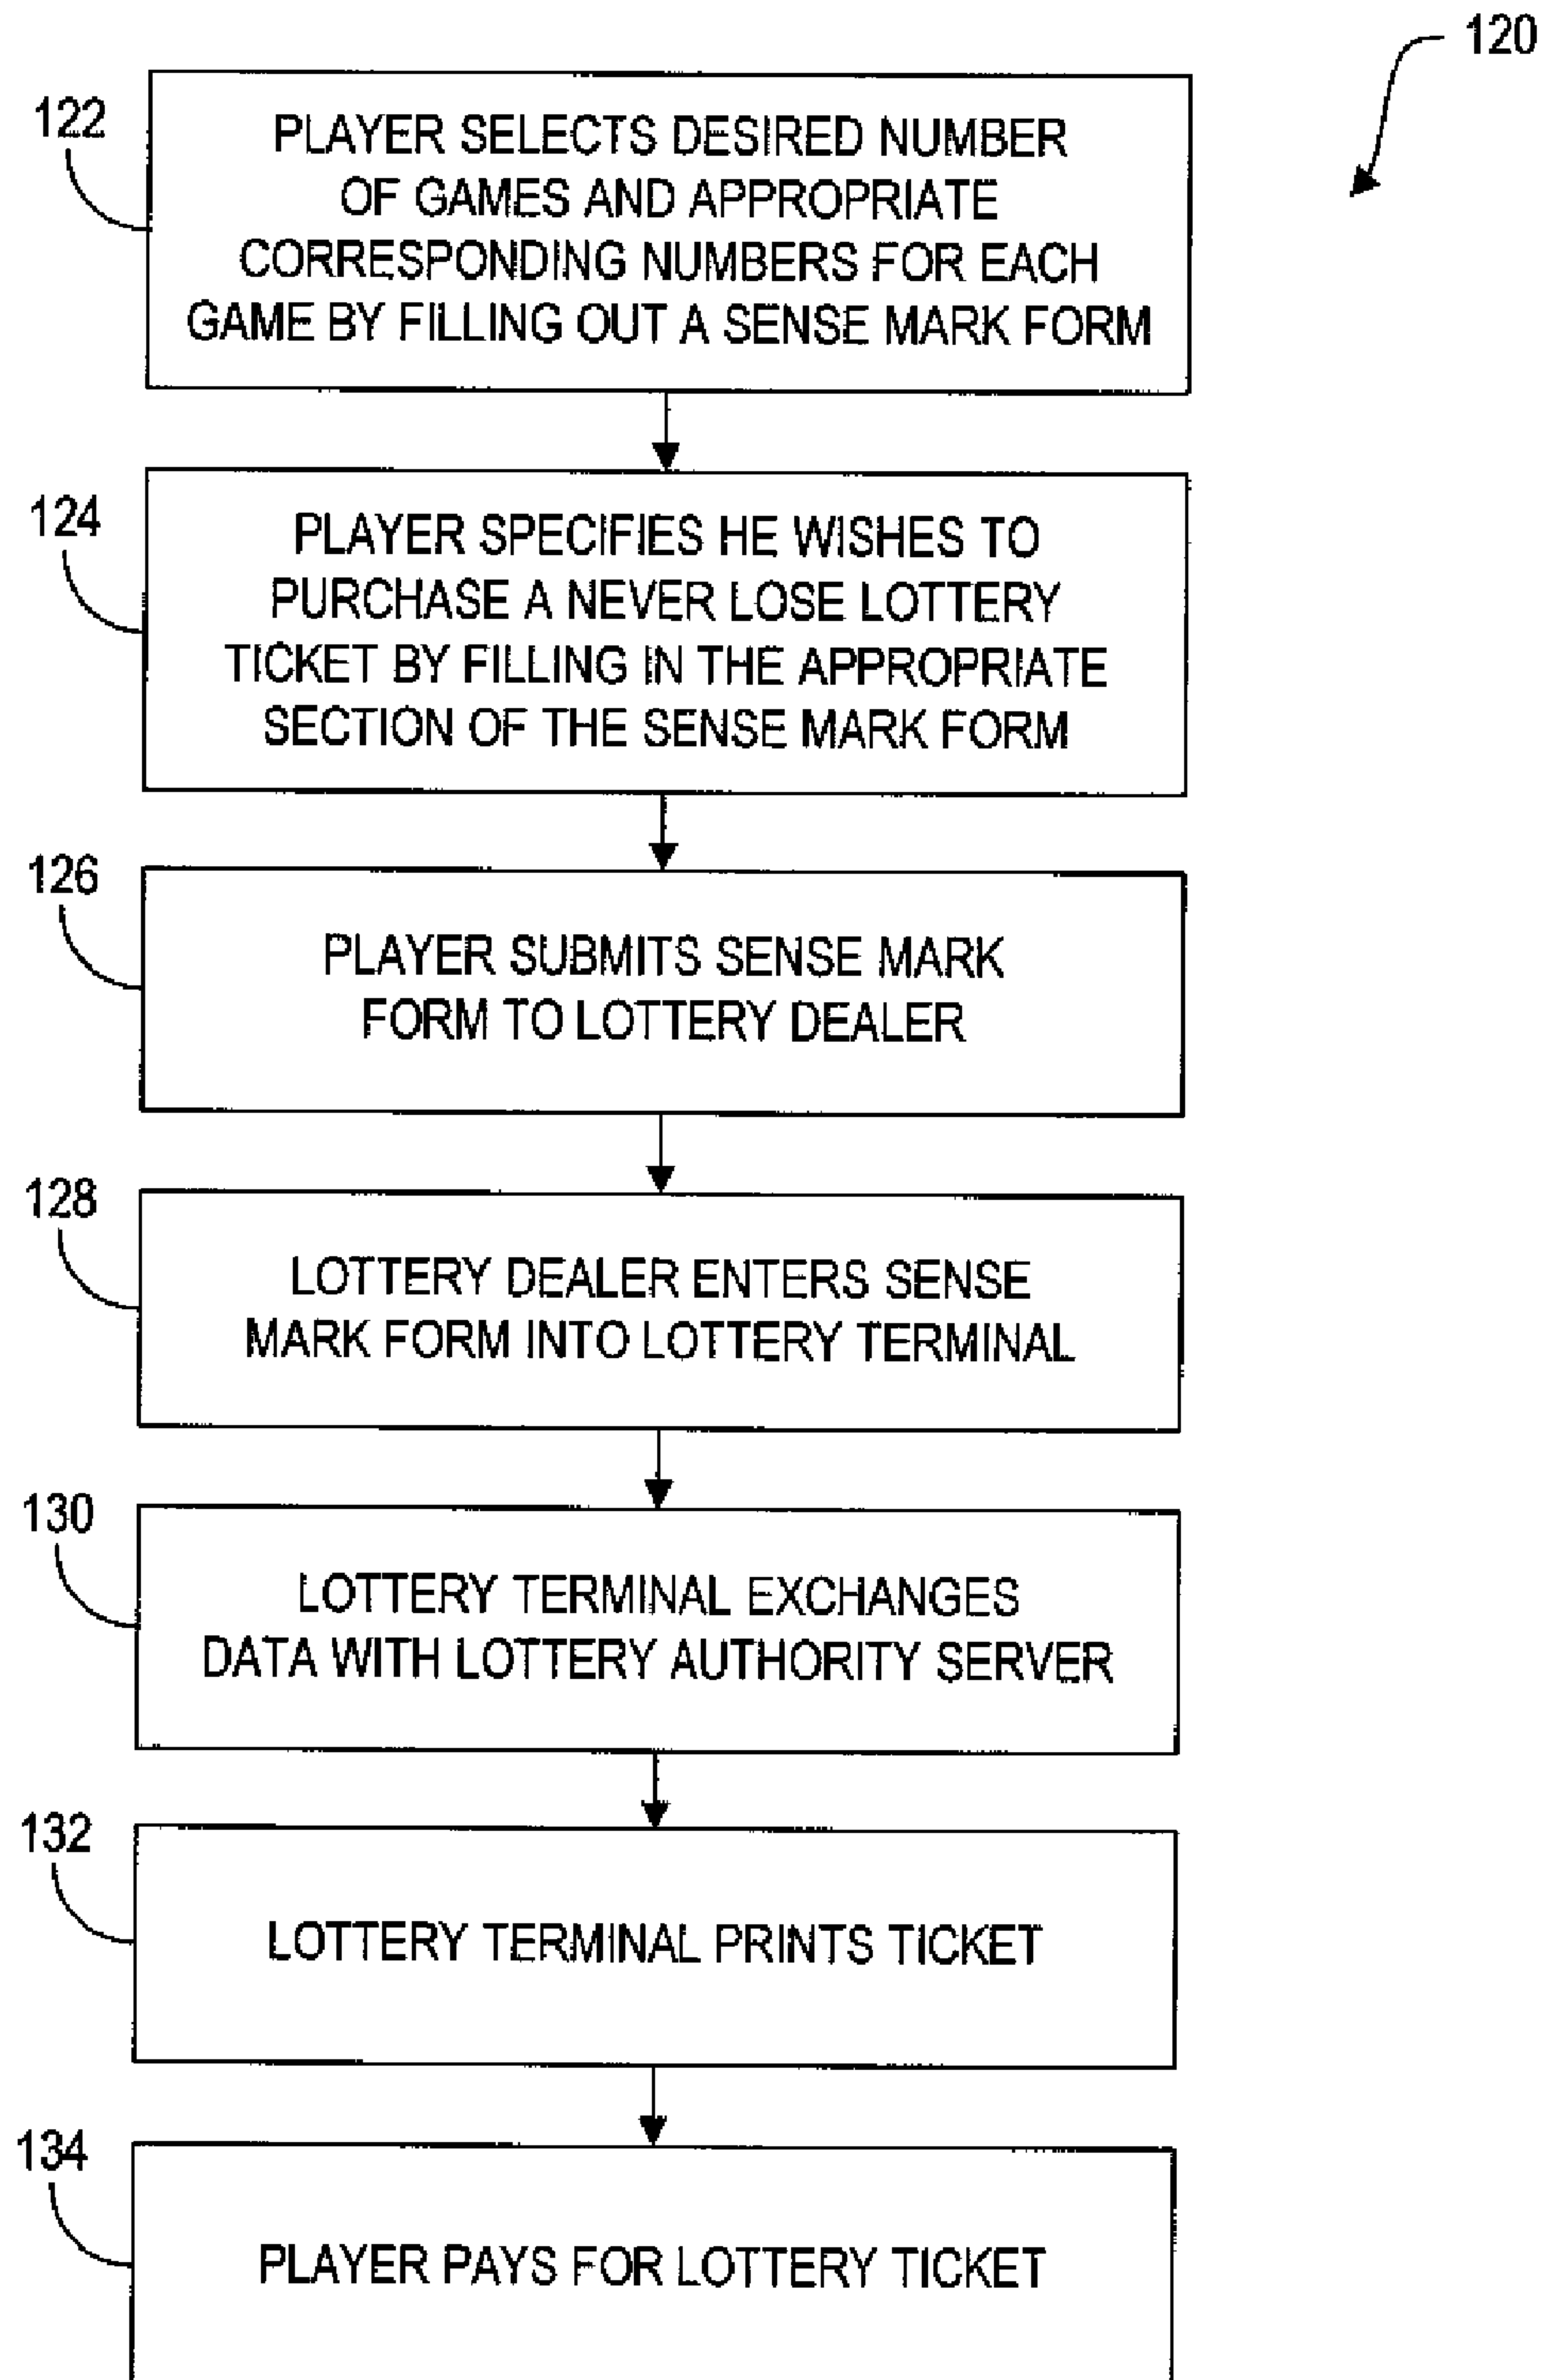 120
122
PLAYER SELECTS DESIRED NUMBER
OF GAMES AND APPROPRIATE
CORRESPONDING NUMBERS FOR EACH
GAME BY FILLING OUT A SENSE MARK FORM
124
PLAYER SPECIFIES HE WISHES TO
PURCHASE A NEVER LOSE LOTTERY
TICKET BY FILLING IN THE APPROPRIATE
SECTION OF THE SENSE MARK FORM
126
PLAYER SUBMITS SENSE MARK
FORM TO LOTTERY DEALER
128
LOTTERY DEALER ENTERS SENSE
MARK FORM INTO LOTTERY TERMINAL
130
LOTTERY TERMINAL EXCHANGES
DATA WITH LOTTERY AUTHORITY SERVER
132
LOTTERY TERMINAL PRINTS TICKET
134
PLAYER PAYS FOR LOTTERY TICKET